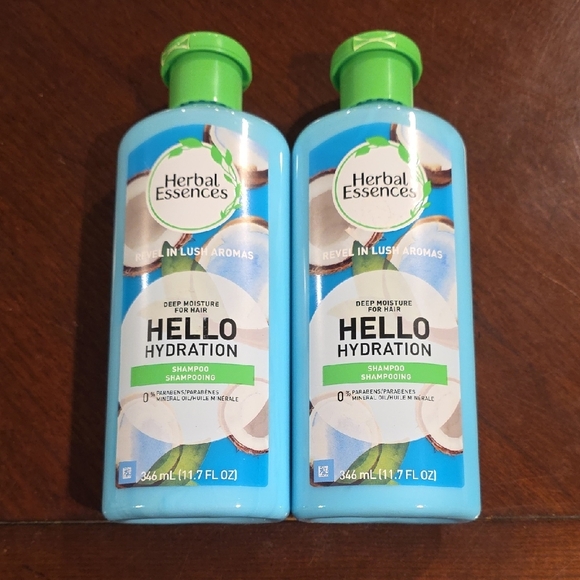 Herbal
Essences
REVEL IN LUSH AROMAS
DEEP MOISTURE
FOR HAIR
HELLO
HYDRATION
SHAMPOO
SHAMPOOING
0% PARABENS/PARABÈNES
MINERAL OIL/HUILE MINÉRALE
346 mL (11.7 FL OZ)
Herbal
Essences
REVEL IN LUSH AROMAS
DEEP MOISTURE
FOR HAIR
HELLO
HYDRATION
SHAMPOO
SHAMPOOING
0% PARABENS/PARABÈNES
MINERAL OIL/HUILE MINÉRALE
346 mL (11.7 FL OZ)